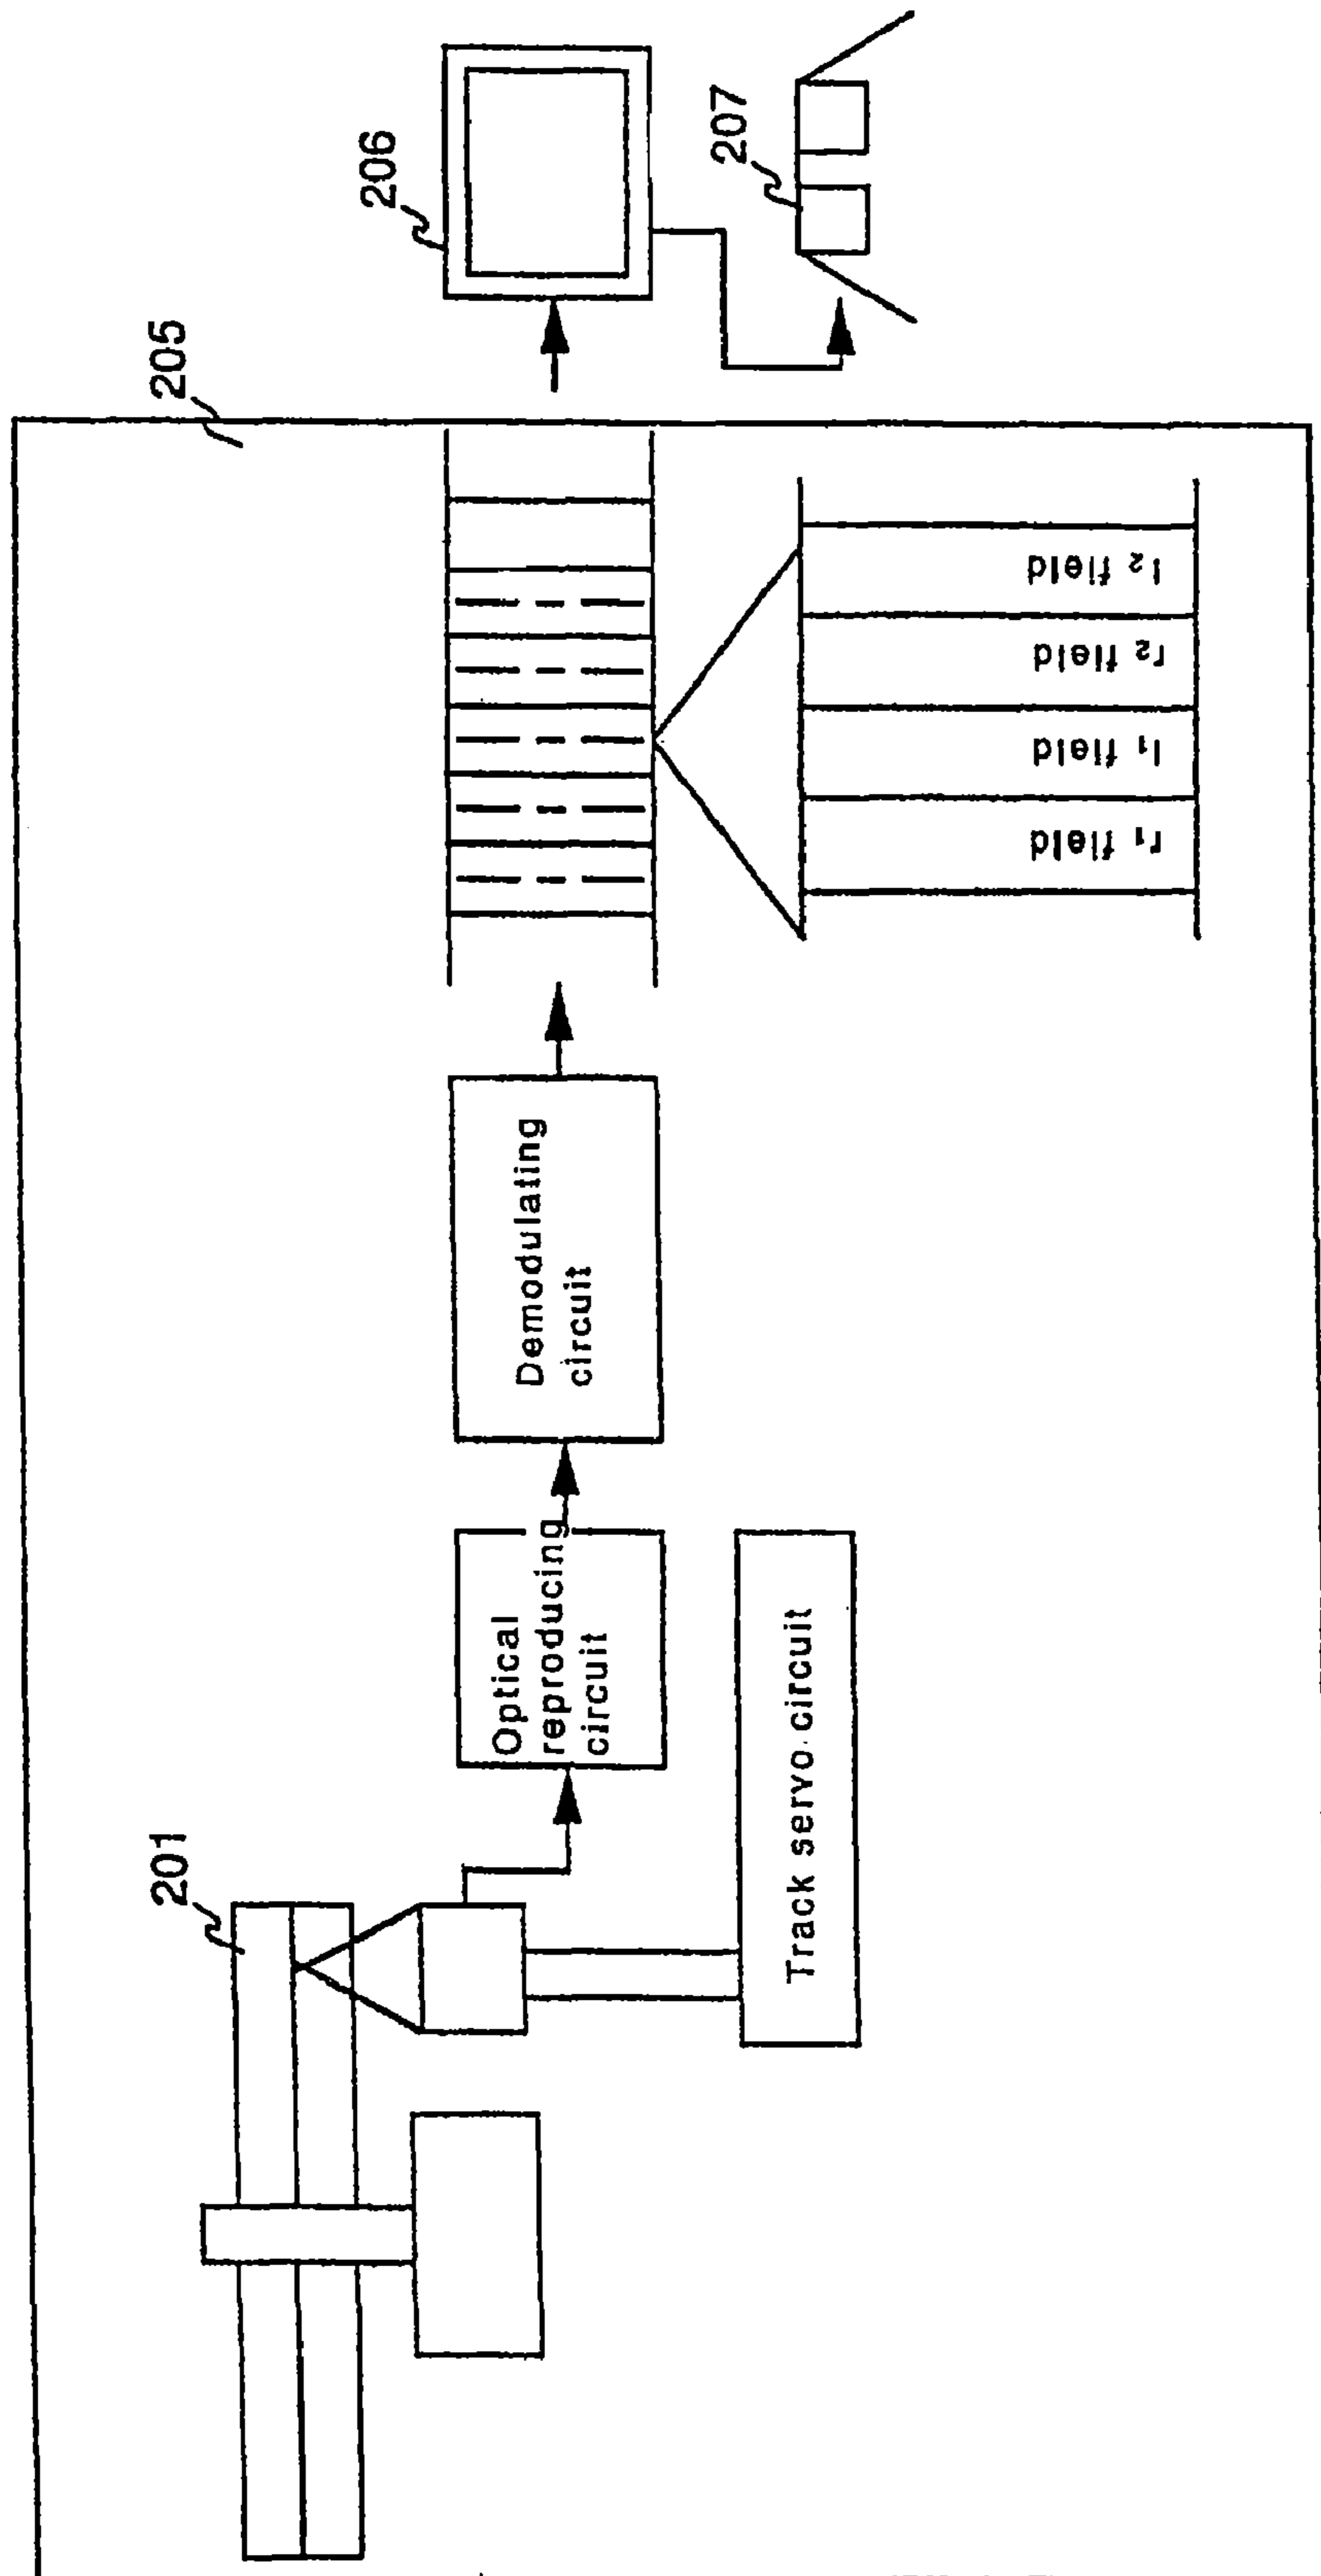 201
205
206
207
Optical
reproducing
circuit
Demodulating
circuit
Track servo circuit
r₁ field
l₁ field
r₂ field
l₂ field